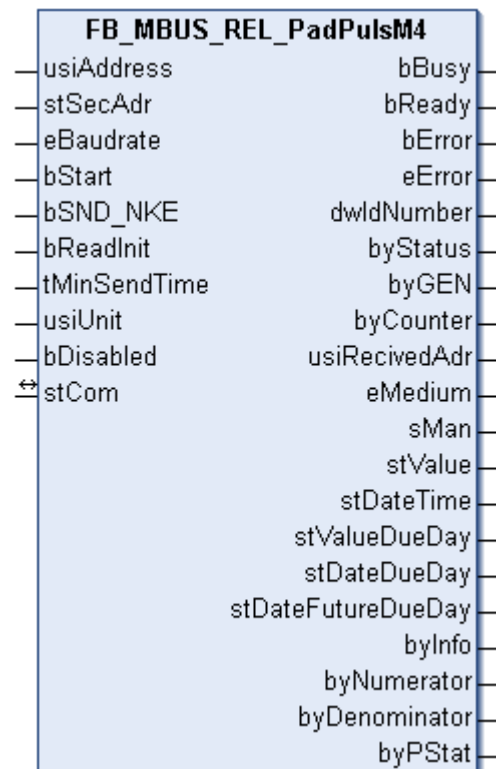 FB_MBUS_REL_PadPulsM4
usiAddress bBusy
stSecAdr bReady
eBaudrate bError
bStart eError
bSND_NKE dwIdNumber
bReadInit byStatus
tMinSendTime byGEN
usiUnit byCounter
bDisabled usiRecivedAdr
stCom eMedium
sMan
stValue
stDateTime
stValueDueDay
stDateDueDay
stDateFutureDueDay
byInfo
byNumerator
byDenominator
byPStat